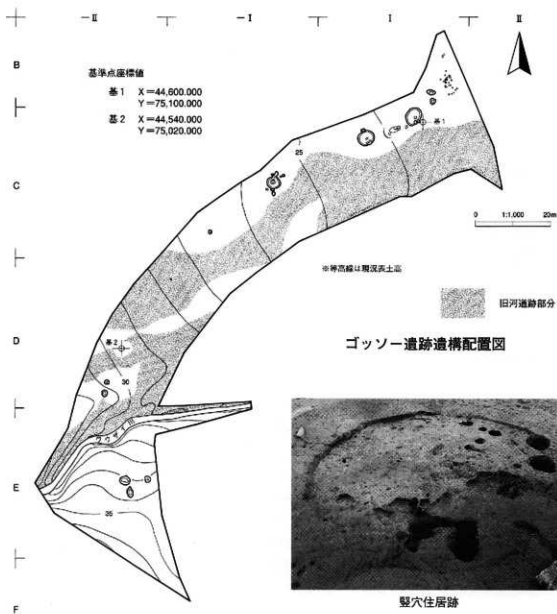 -II
-I
I
II
B
C
D
E
F
基準点座標値
基1 X=44,600.000
Y=75,100.000
基2 X=44,540.000
Y=75,020.000
基1
25
基2
30
35
0 1:1,000 20m
※等高線は現況表土高
旧河道跡部分
ゴッソー遺跡遺構配置図
竪穴住居跡